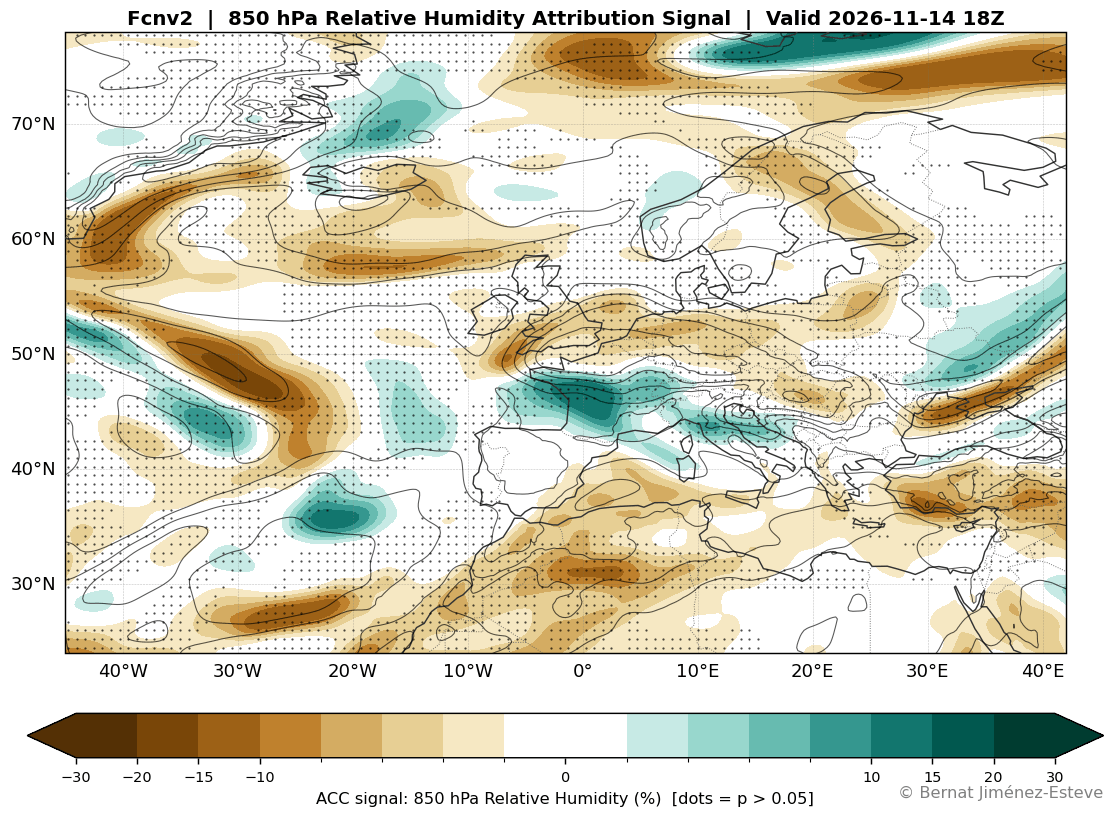 Fcnv2 | 850 hPa Relative Humidity Attribution Signal | Valid 2026-11-14 18Z
70°N
60°N
50°N
40°N
30°N
40°W 30°W 20°W 10°W 0° 10°E 20°E 30°E 40°E
−30 −20 −15 −10 0 10 15 20 30
ACC signal: 850 hPa Relative Humidity (%) [dots = p > 0.05]
© Bernat Jiménez-Esteve